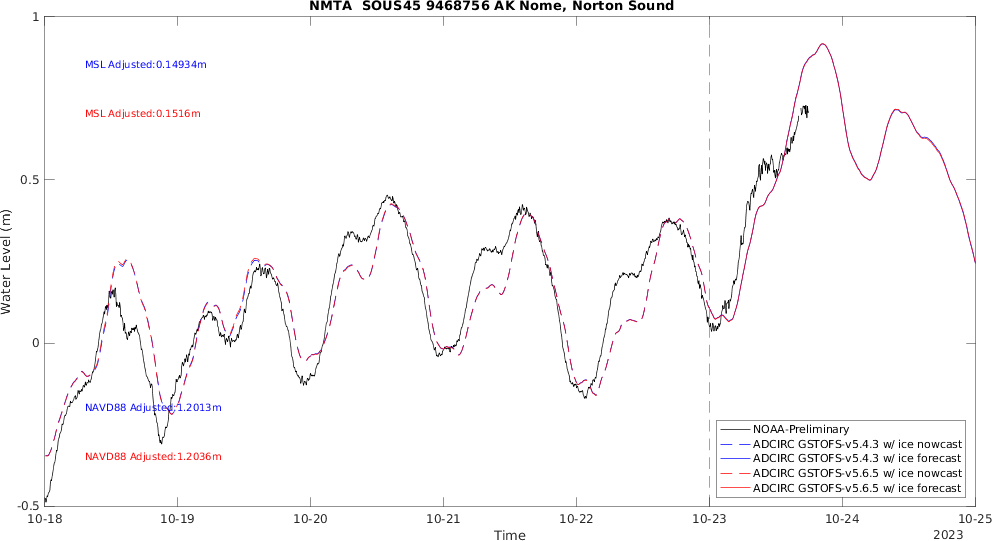 NMTA SOUS45 9468756 AK Nome, Norton Sound
1
MSL Adjusted:0.14934m
MSL Adjusted:0.1516m
0.5
Water Level (m)
0
NAVD88 Adjusted:1.2013m
NAVD88 Adjusted:1.2036m
NOAA-Preliminary
ADCIRC GSTOFS-v5.4.3 w/ ice nowcast
ADCIRC GSTOFS-v5.4.3 w/ ice forecast
ADCIRC GSTOFS-v5.6.5 w/ ice nowcast
ADCIRC GSTOFS-v5.6.5 w/ ice forecast
-0.5
10-18 10-19 10-20 10-21 10-22 10-23 10-24 10-25
Time
2023